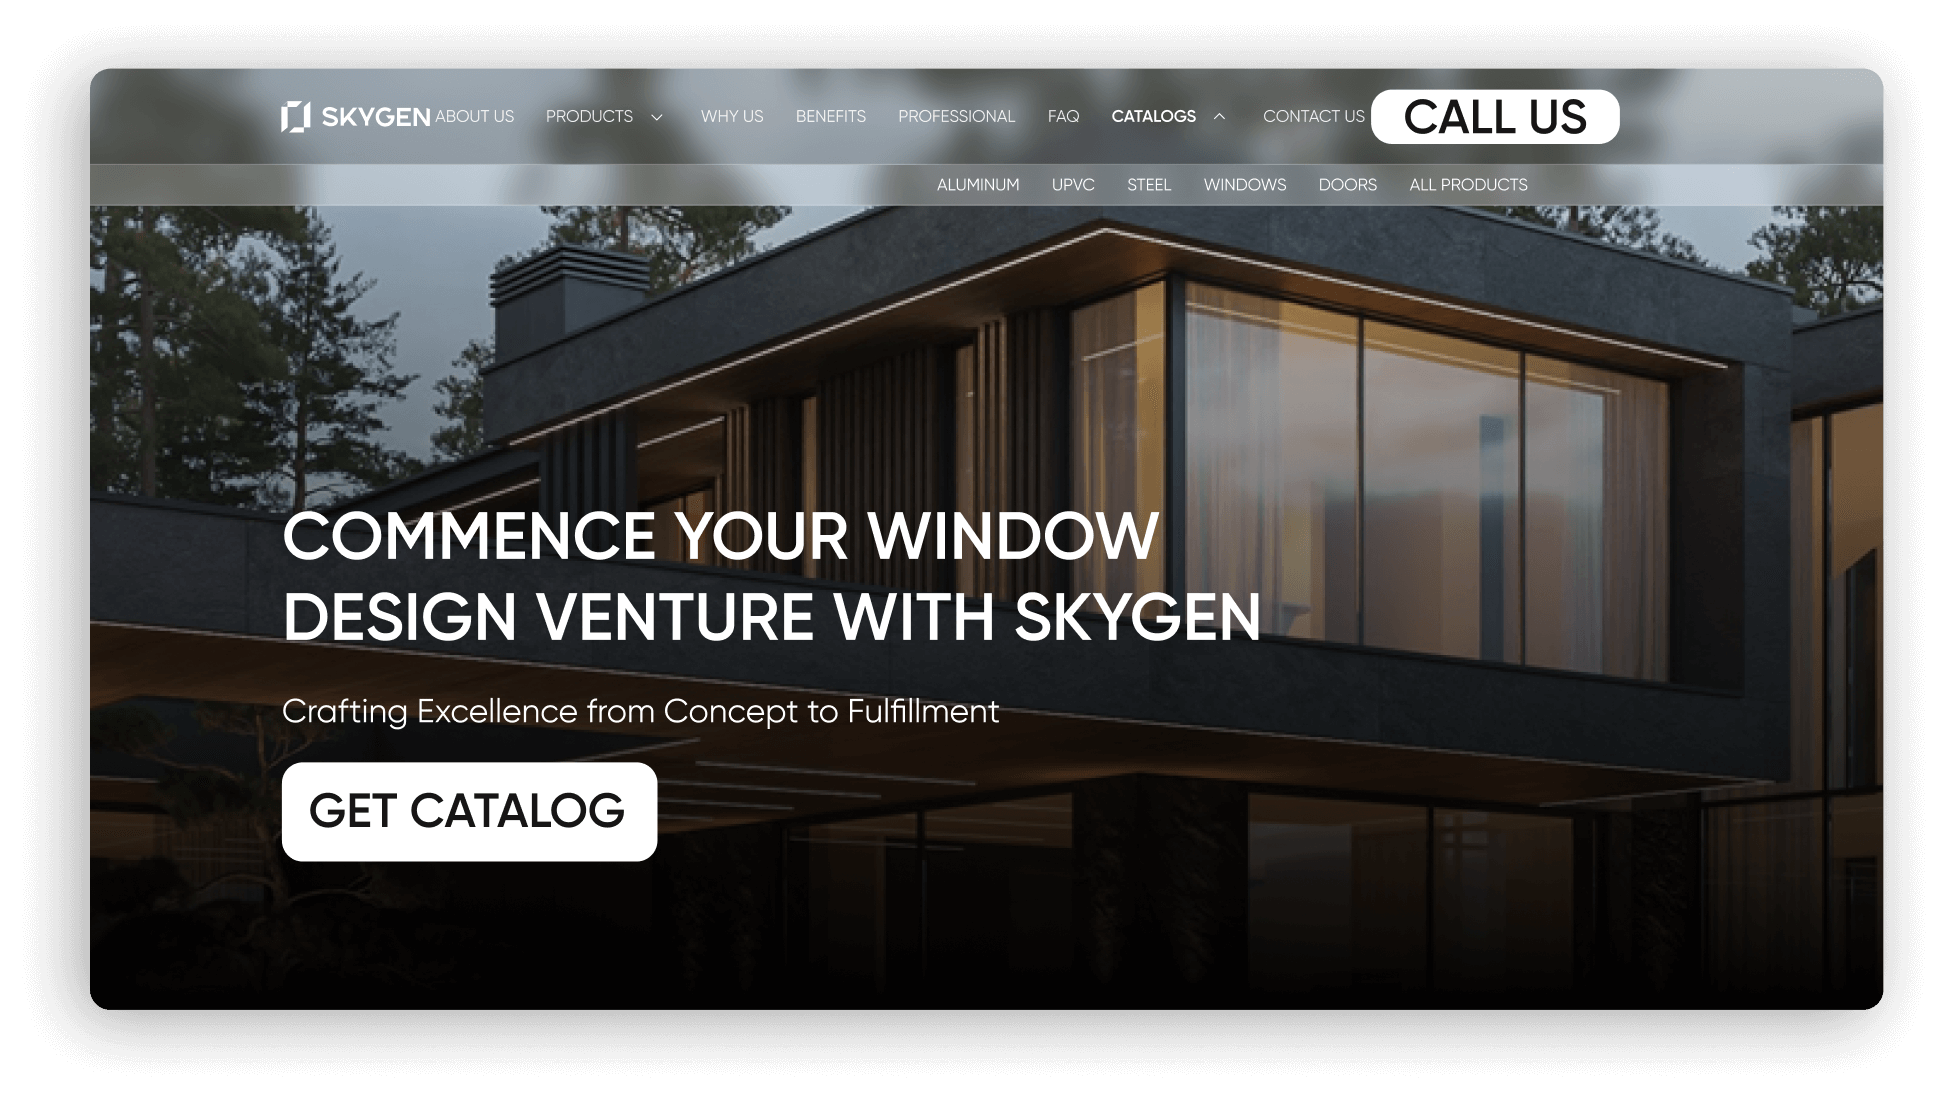 SKYGEN ABOUT US PRODUCTS WHY US BENEFITS PROFESSIONAL FAQ CATALOGS CONTACT US CALL US
ALUMINUM UPVC STEEL WINDOWS DOORS ALL PRODUCTS
COMMENCE YOUR WINDOW
DESIGN VENTURE WITH SKYGEN
Crafting Excellence from Concept to Fulfillment
GET CATALOG